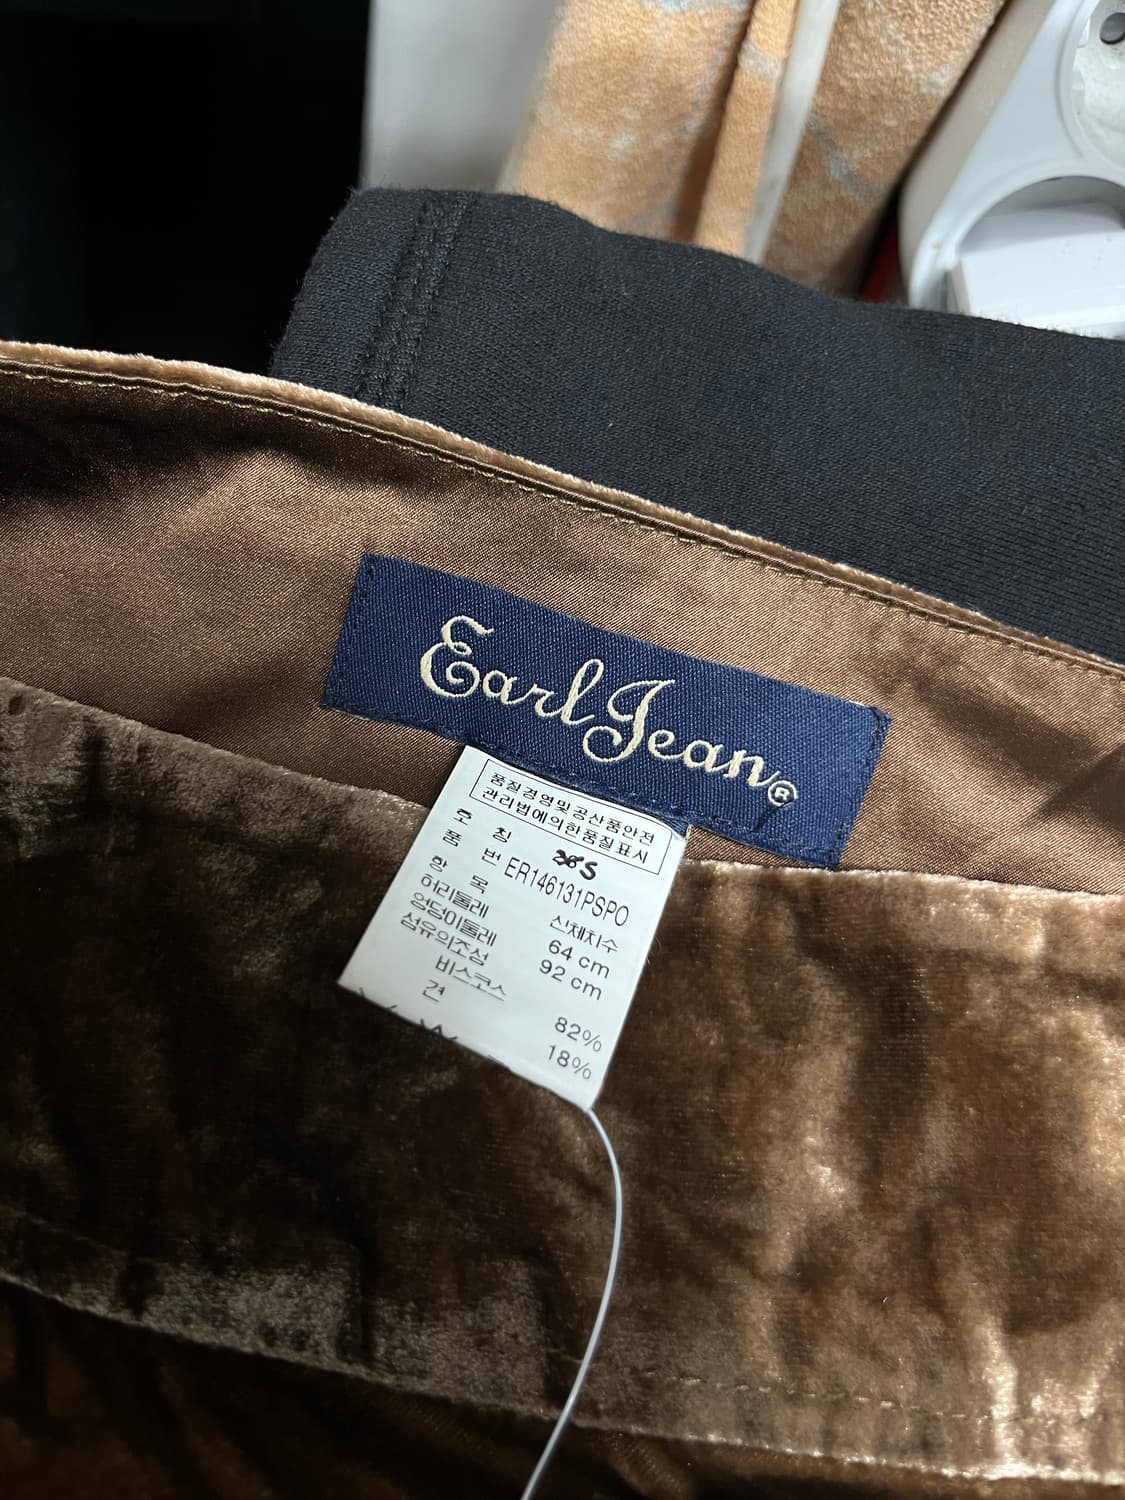 Earl Jean®
품질경영및공산품안전
관리법에의한품질표시
호 칭 S
품 번 ER146131PSPO
항 목 신체치수
허리둘레 64 cm
엉덩이둘레 92 cm
섬유의조성
비스코스 82%
견 18%